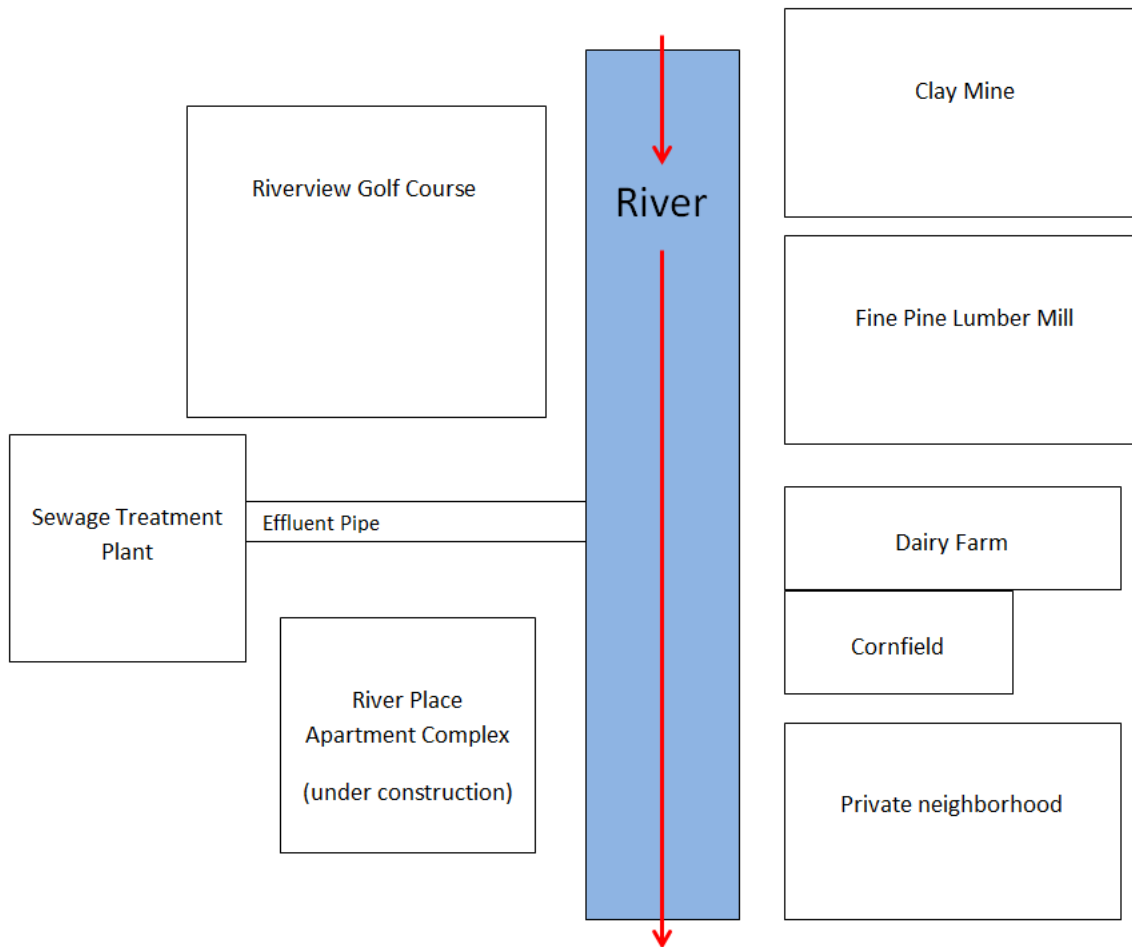 Clay Mine
Riverview Golf Course
River
Fine Pine Lumber Mill
Sewage Treatment
Plant
Effluent Pipe
Dairy Farm
Cornfield
River Place
Apartment Complex
(under construction)
Private neighborhood